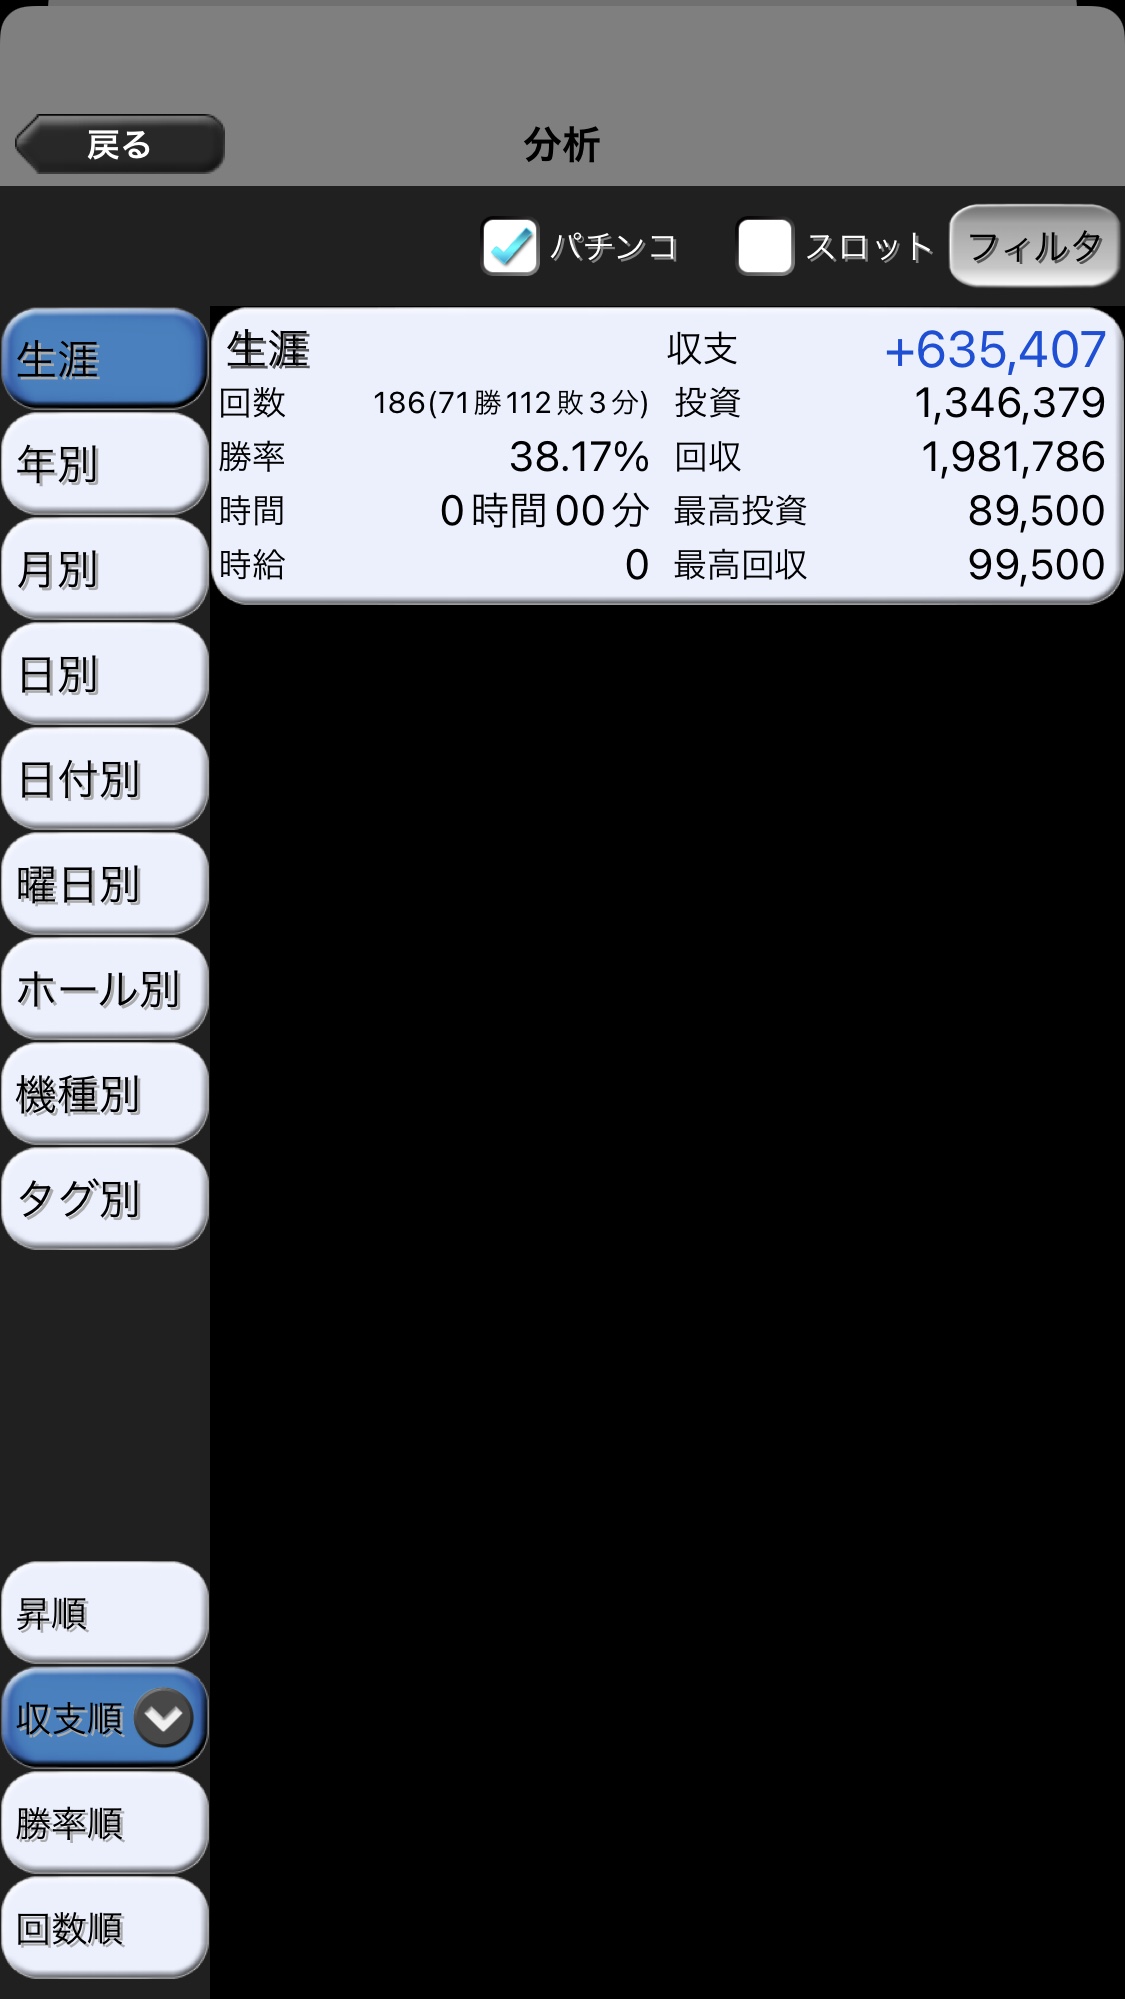 戻る
分析
パチンコ
スロット
フィルタ
生涯
年別
月別
日別
日付別
曜日別
ホール別
機種別
タグ別
生涯 収支 +635,407
回数 186(71勝112敗3分) 投資 1,346,379
勝率 38.17% 回収 1,981,786
時間 0時間00分 最高投資 89,500
時給 0 最高回収 99,500
昇順
収支順
勝率順
回数順